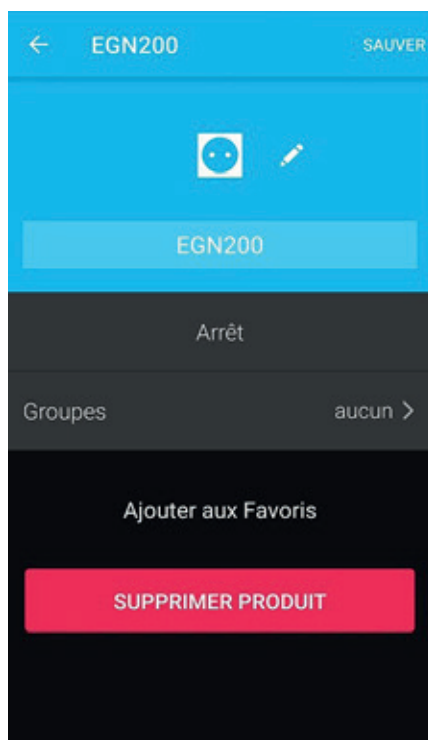 EGN200 SAUVER
EGN200
Arrêt
Groupes aucun
Ajouter aux Favoris
SUPPRIMER PRODUIT